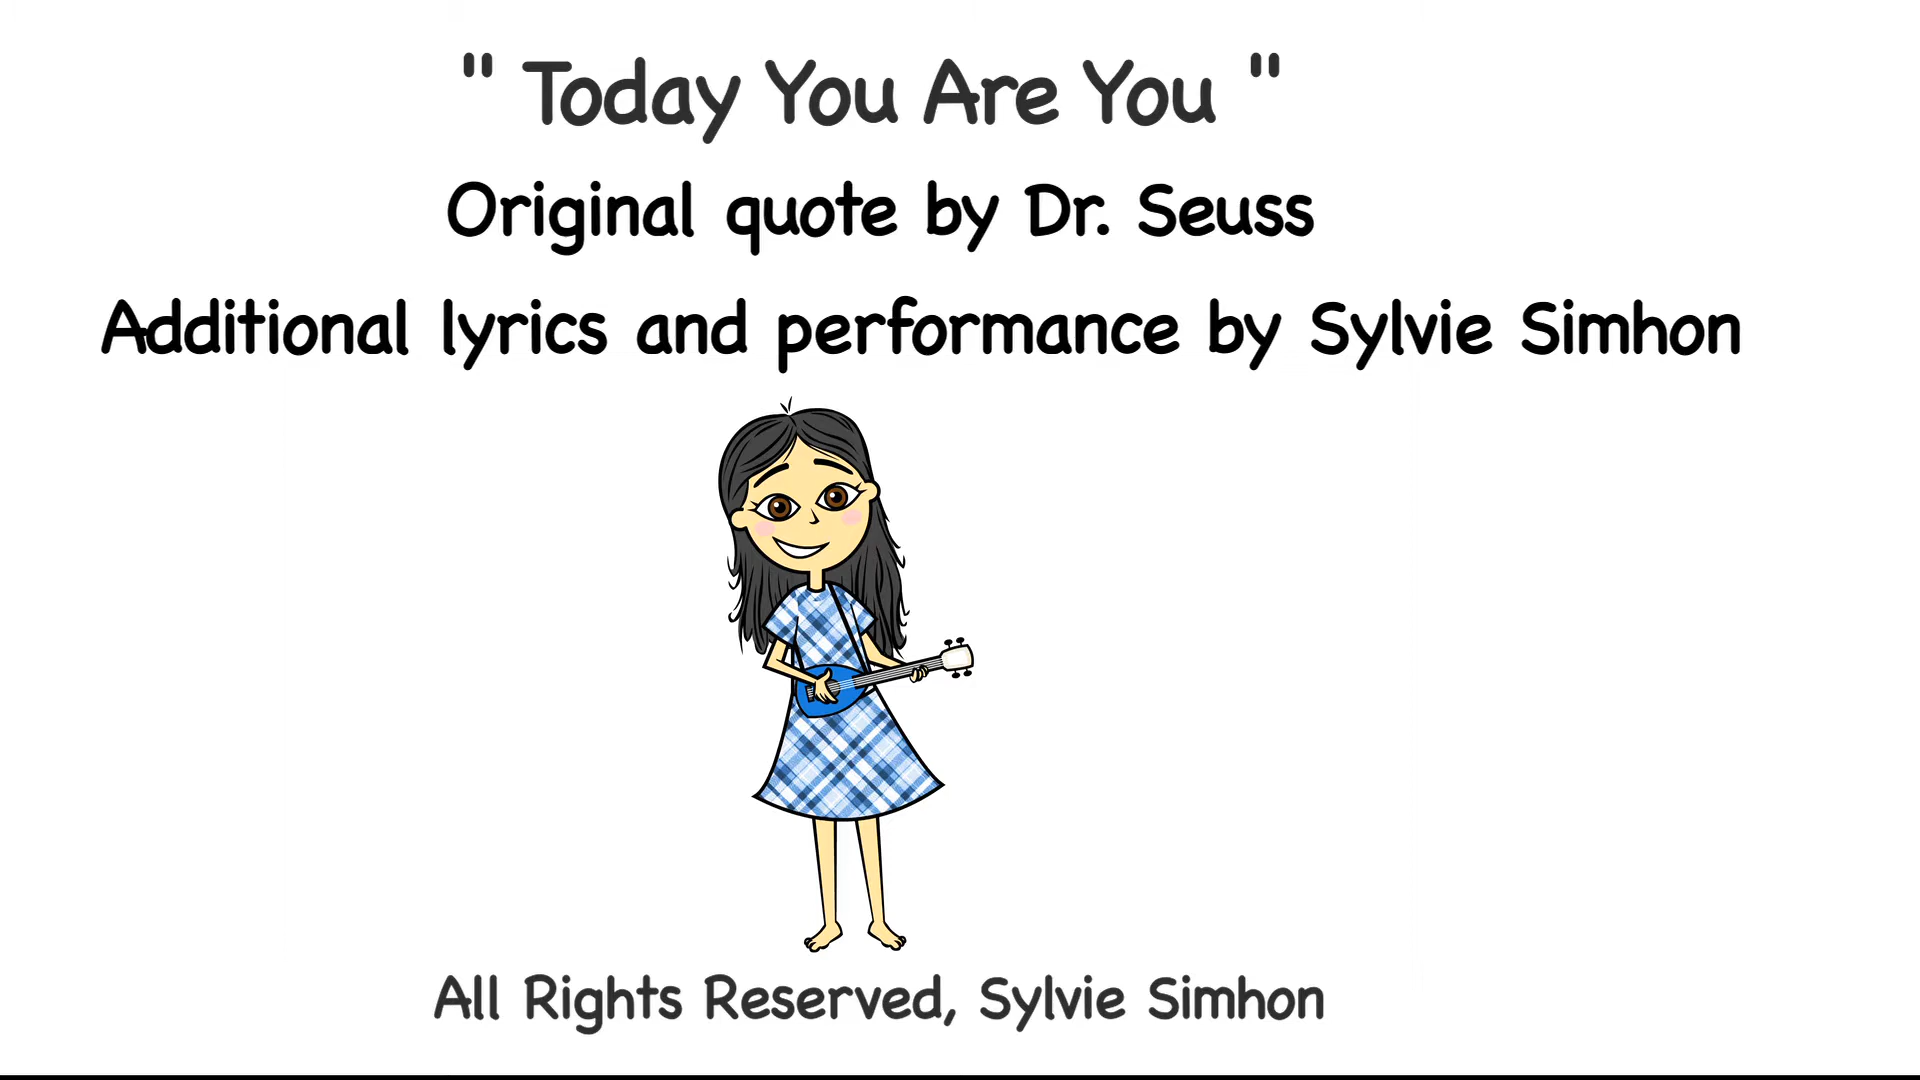 " Today You Are You "
Original quote by Dr. Seuss
Additional lyrics and performance by Sylvie Simhon
All Rights Reserved, Sylvie Simhon